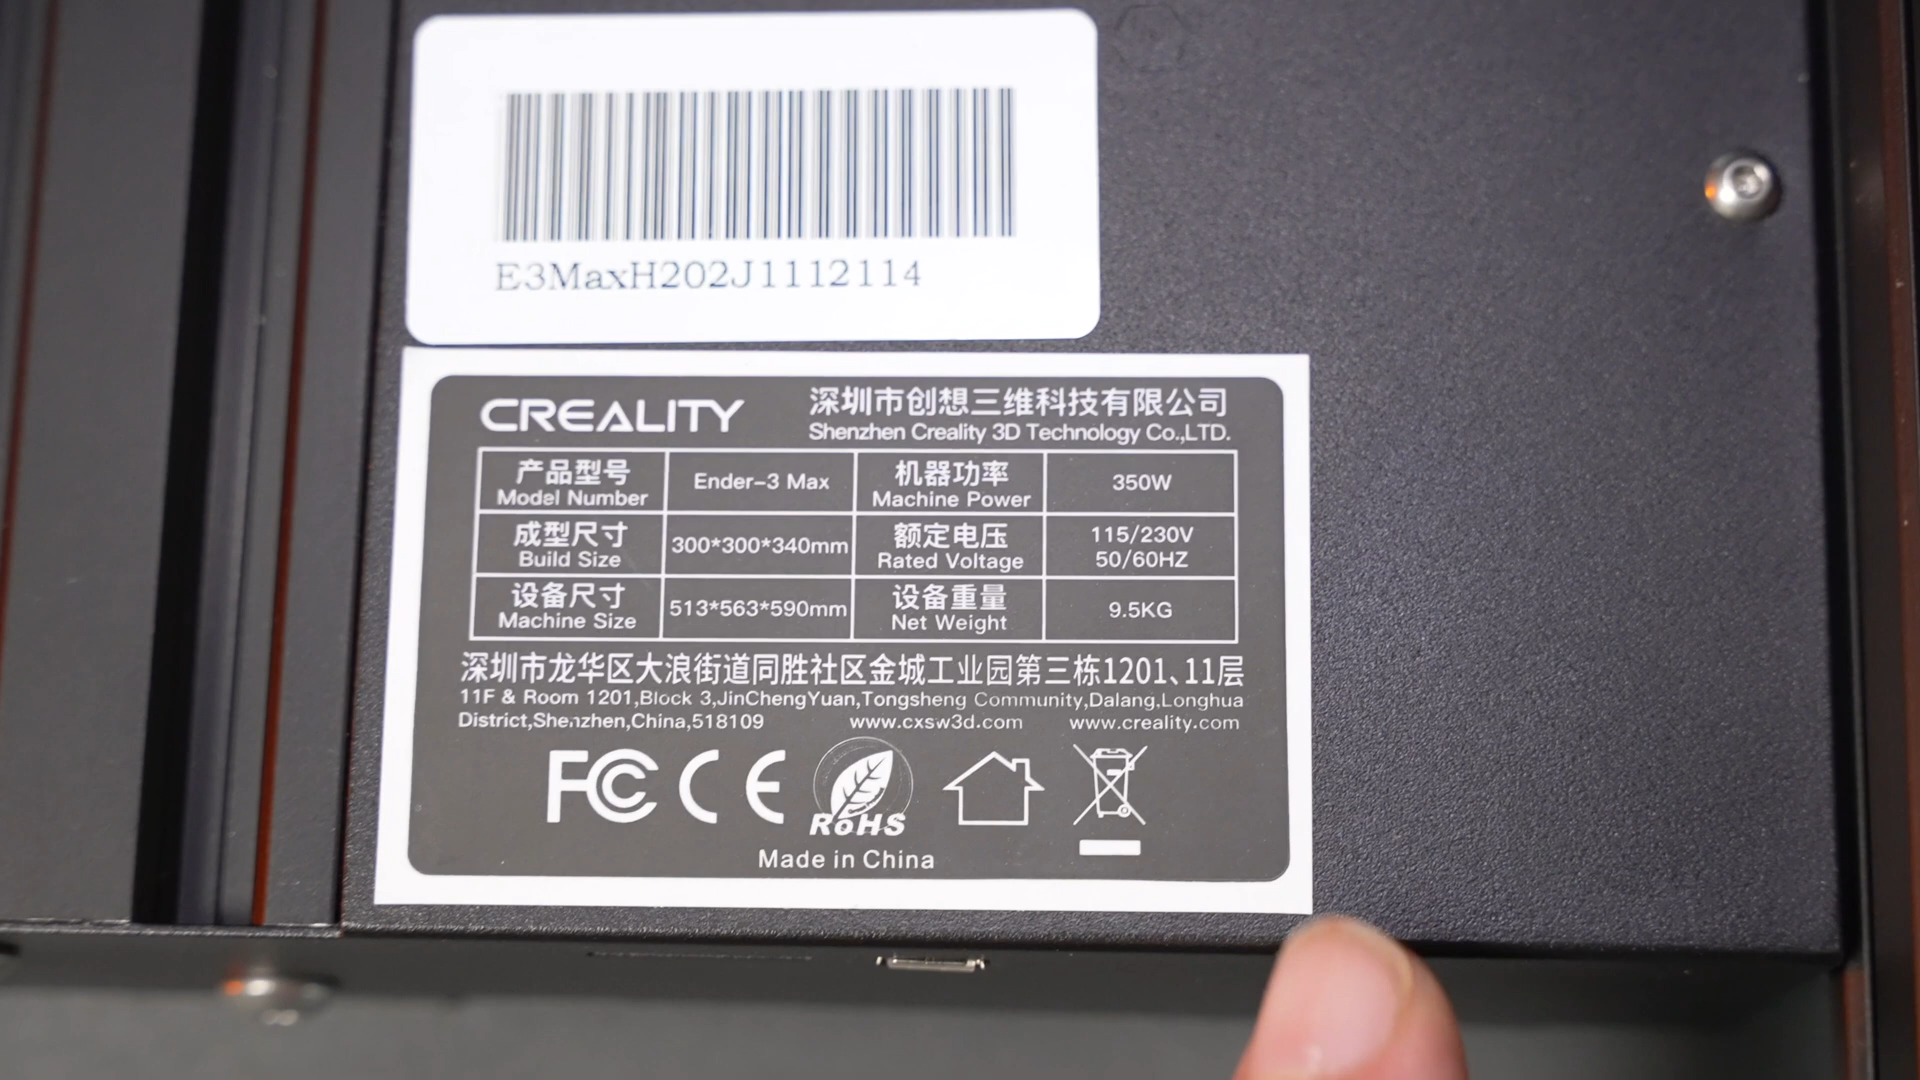 E3MaxH202J1112114
CREALITY
深圳市创想三维科技有限公司
Shenzhen Creality 3D Technology Co.,LTD.
产品型号 Model Number Ender-3 Max 机器功率 Machine Power 350W
成型尺寸 Build Size 300*300*340mm 额定电压 Rated Voltage 115/230V 50/60HZ
设备尺寸 Machine Size 513*563*590mm 设备重量 Net Weight 9.5KG
深圳市龙华区大浪街道同胜社区金城工业园第三栋1201、11层
11F & Room 1201,Block 3,JinChengYuan,Tongsheng Community,Dalang,Longhua
District,Shenzhen,China,518109 www.cxsw3d.com www.creality.com
FC CE RoHS
Made in China